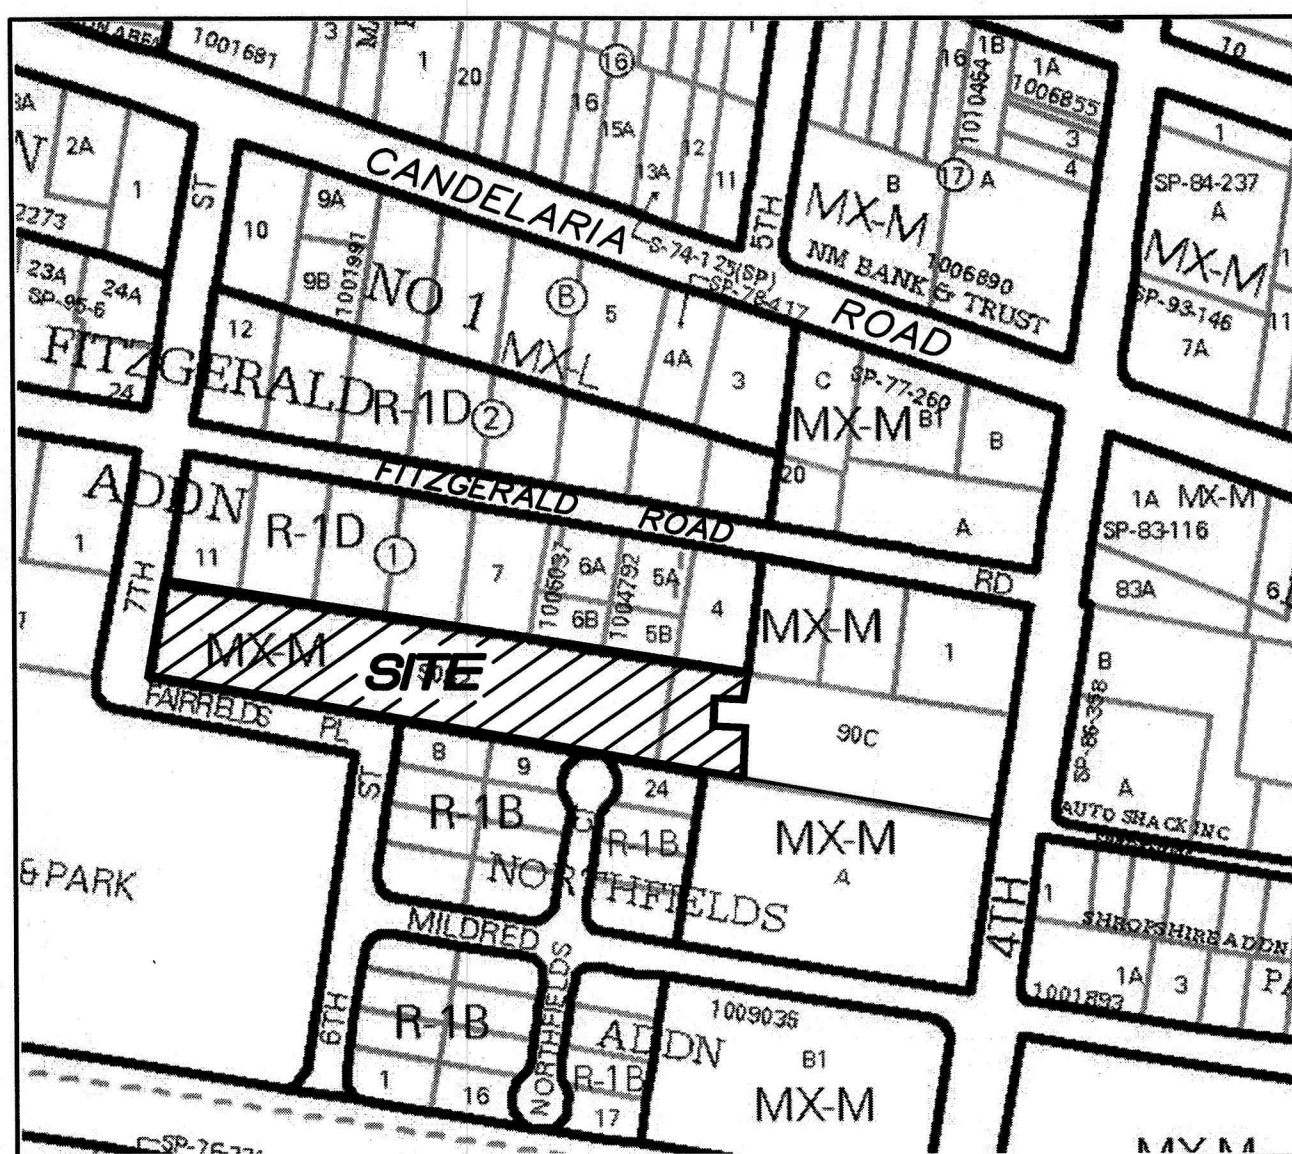 1001681
3
1
20
16
16
15A
13A
12
11
16
1B
1010464
1A
1006855
3
4
10
1
SP-84-237
A
MX-M
SP-93-146
7A
11
2A
1
ST
2273
23A
24A
SP-95-6
24
10
9A
9B
1001991
CANDELARIA
ROAD
S-74-125(SP)
5TH
B
17
A
MX-M
NM BANK & TRUST
1006890
NO 1
B
5
MX-L
4A
3
12
FITZGERALD
R-1D
2
C
SP-77-260
MX-M
B1
B
20
A
ADDN
FITZGERALD
ROAD
RD
1
11
R-1D
1
7
1006037
6A
6B
1004792
5A
5B
4
MX-M
1
1A
MX-M
SP-83-116
83A
6
7TH
MX-M
SITE
FAIRFIELDS
PL
90C
B
SP-86-358
A
AUTO SHACK INC
ST
8
9
24
R-1B
R-1B
MX-M
A
NORTHFIELDS
& PARK
MILDRED
4TH
1
SHROPSHIRE ADDN
1A
3
1001893
6TH
R-1B
NORTHFIELDS
ADDN
1009036
B1
MX-M
R-1B
1
16
17
MX-M